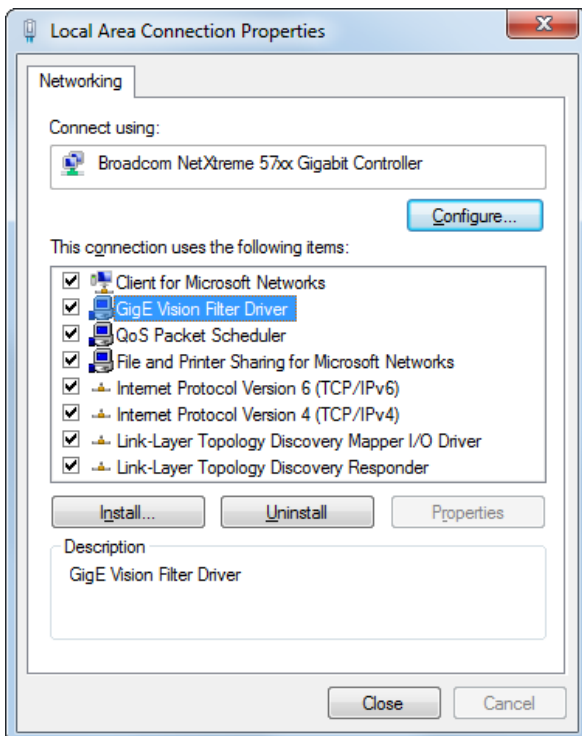 Local Area Connection Properties
Networking
Connect using:
Broadcom NetXtreme 57xx Gigabit Controller
Configure...
This connection uses the following items:
Client for Microsoft Networks
GigE Vision Filter Driver
QoS Packet Scheduler
File and Printer Sharing for Microsoft Networks
Internet Protocol Version 6 (TCP/IPv6)
Internet Protocol Version 4 (TCP/IPv4)
Link-Layer Topology Discovery Mapper I/O Driver
Link-Layer Topology Discovery Responder
Install... Uninstall Properties
Description
GigE Vision Filter Driver
Close Cancel